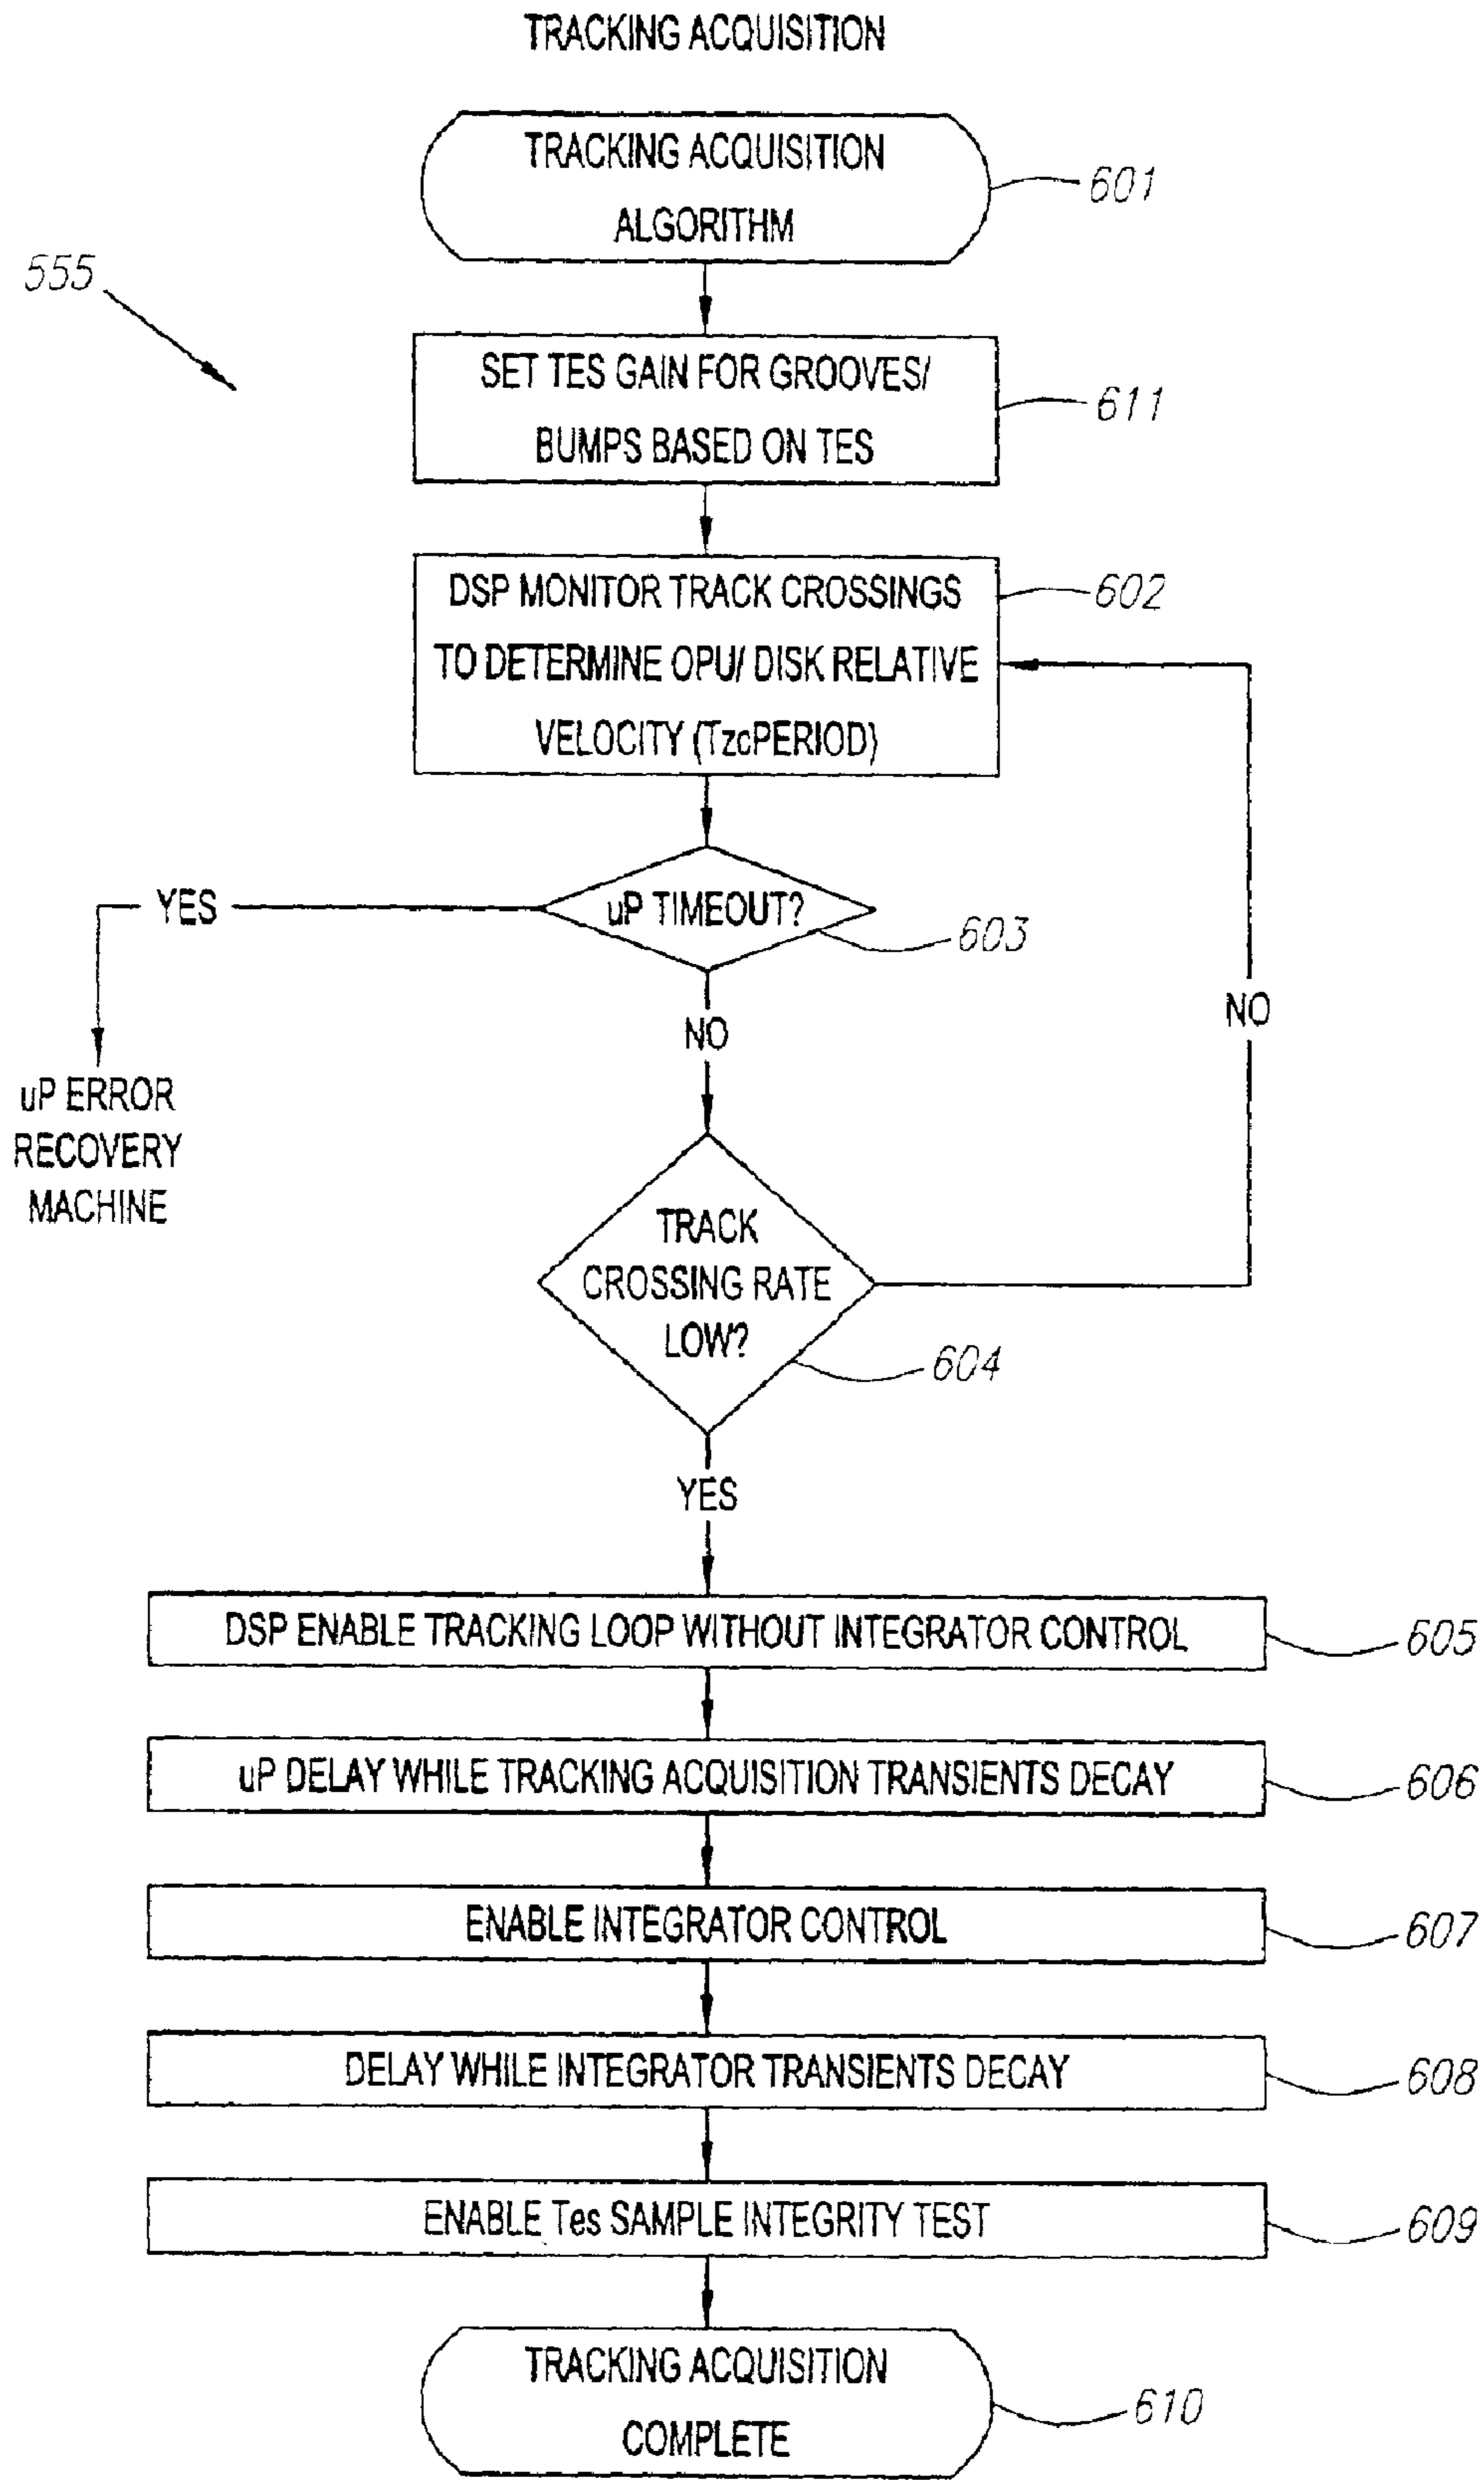 TRACKING ACQUISITION
TRACKING ACQUISITION
ALGORITHM
601
555
SET TES GAIN FOR GROOVES/
BUMPS BASED ON TES
611
DSP MONITOR TRACK CROSSINGS
TO DETERMINE OPU/ DISK RELATIVE
VELOCITY (TzcPERIOD)
602
YES
uP TIMEOUT?
603
NO
NO
uP ERROR
RECOVERY
MACHINE
TRACK
CROSSING RATE
LOW?
604
YES
DSP ENABLE TRACKING LOOP WITHOUT INTEGRATOR CONTROL
605
uP DELAY WHILE TRACKING ACQUISITION TRANSIENTS DECAY
606
ENABLE INTEGRATOR CONTROL
607
DELAY WHILE INTEGRATOR TRANSIENTS DECAY
608
ENABLE Tes SAMPLE INTEGRITY TEST
609
TRACKING ACQUISITION
COMPLETE
610